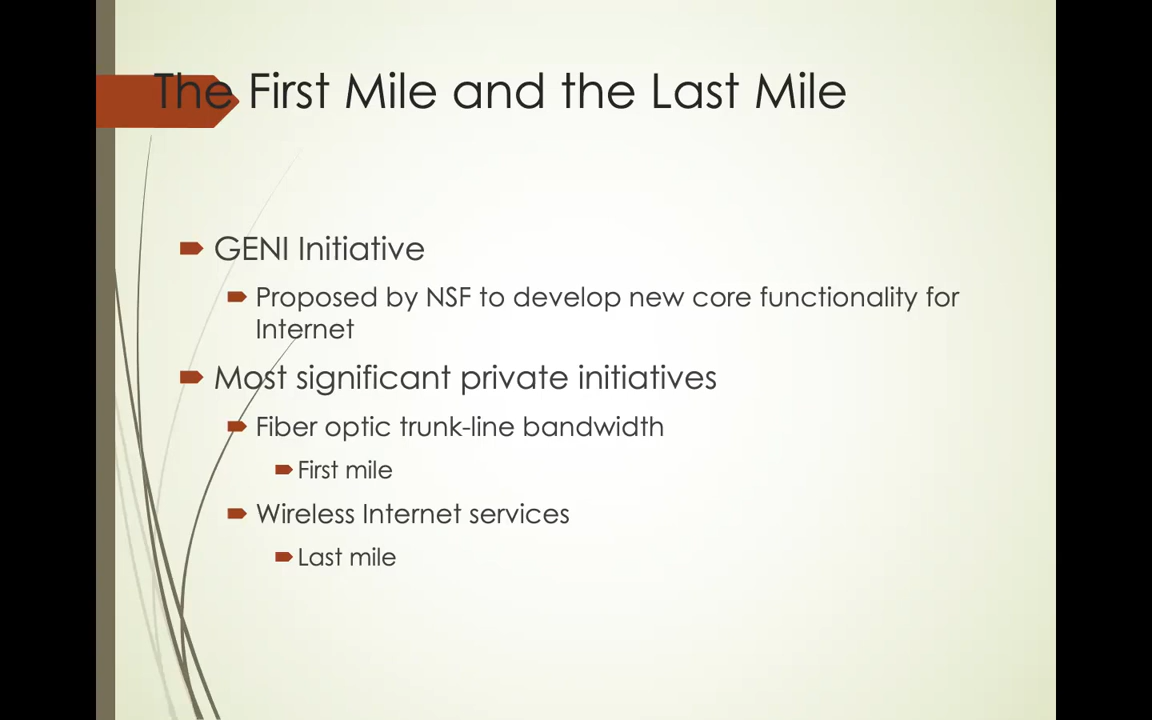 The First Mile and the Last Mile
GENI Initiative
Proposed by NSF to develop new core functionality for
Internet
Most significant private initiatives
Fiber optic trunk-line bandwidth
First mile
Wireless Internet services
Last mile